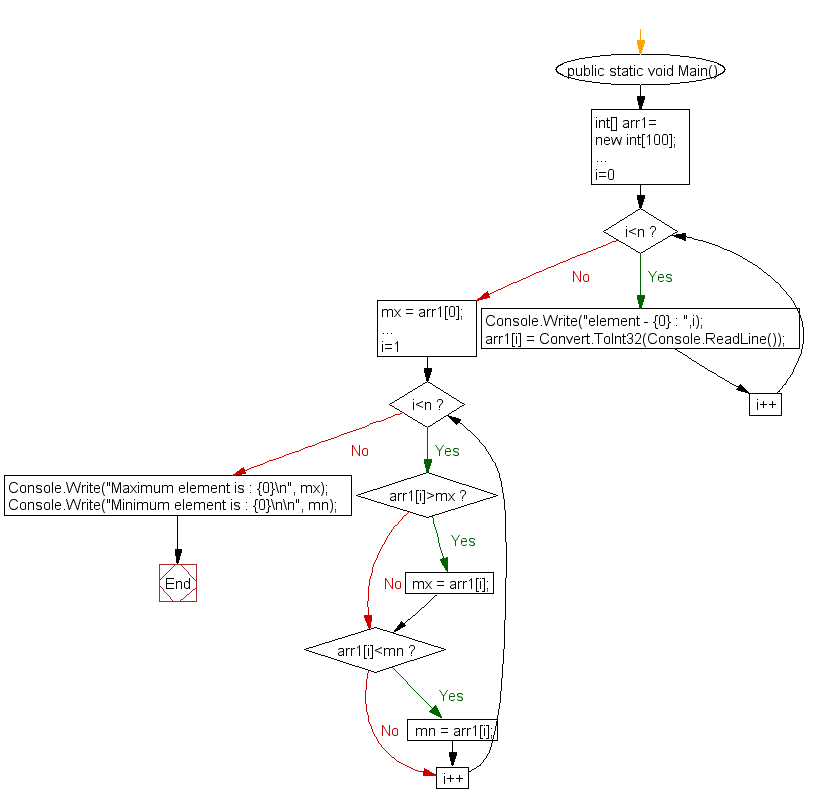 public static void Main()
int[] arr1=
new int[100];
...
i=0
i<n ?
No
Yes
mx = arr1[0];
...
i=1
Console.Write("element - {0} : ",i);
arr1[i] = Convert.ToInt32(Console.ReadLine());
i++
i<n ?
No
Yes
Console.Write("Maximum element is : {0}\n", mx);
Console.Write("Minimum element is : {0}\n\n", mn);
End
arr1[i]>mx ?
Yes
No
mx = arr1[i];
arr1[i]<mn ?
Yes
No
mn = arr1[i];
i++